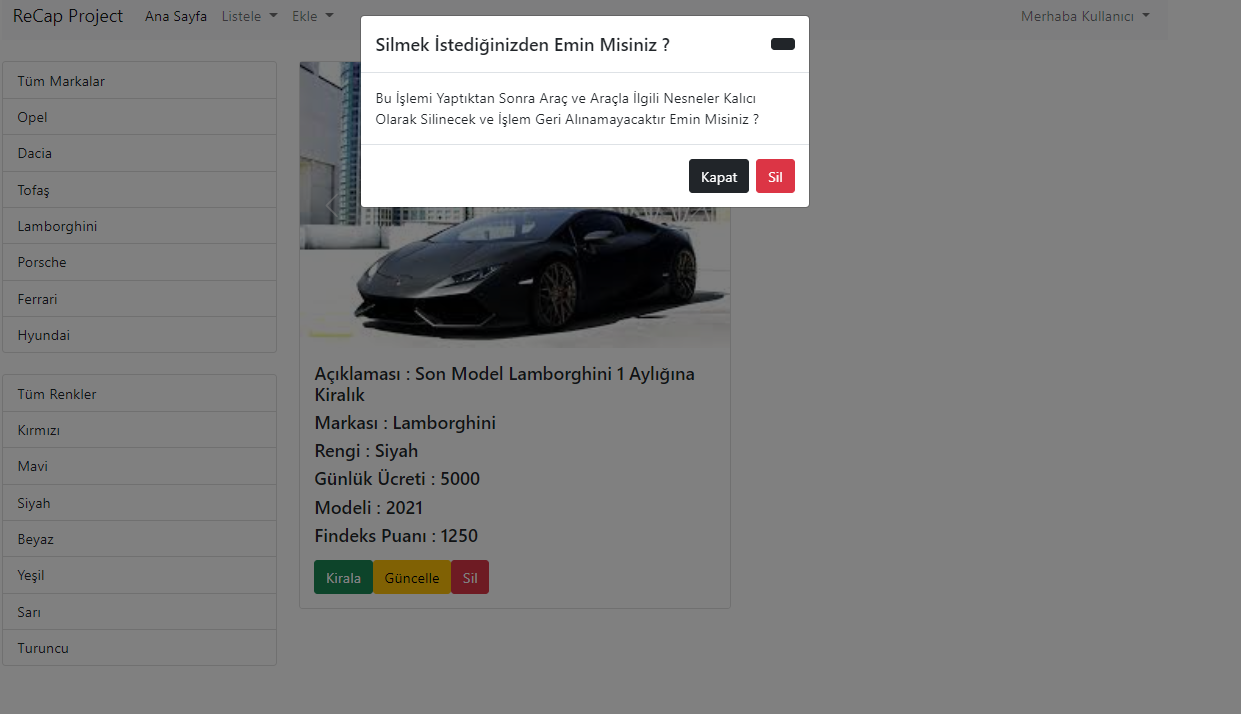 ReCap Project Ana Sayfa Listele Ekle Merhaba Kullanıcı
Silmek İstediğinizden Emin Misiniz ?
Bu İşlemi Yaptıktan Sonra Araç ve Araçla İlgili Nesneler Kalıcı
Olarak Silinecek ve İşlem Geri Alınamayacaktır Emin Misiniz ?
Kapat Sil
Tüm Markalar
Opel
Dacia
Tofaş
Lamborghini
Porsche
Ferrari
Hyundai
Tüm Renkler
Kırmızı
Mavi
Siyah
Beyaz
Yeşil
Sarı
Turuncu
Açıklaması : Son Model Lamborghini 1 Aylığına
Kiralık
Markası : Lamborghini
Rengi : Siyah
Günlük Ücreti : 5000
Modeli : 2021
Findeks Puanı : 1250
Kirala Güncelle Sil